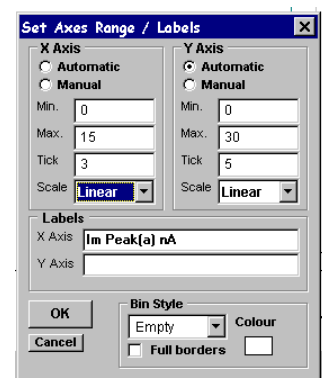 Set Axes Range / Labels
X Axis
Automatic
Manual
Min. 0
Max. 15
Tick 3
Scale Linear
Y Axis
Automatic
Manual
Min. 0
Max. 30
Tick 5
Scale Linear
Labels
X Axis Im Peak(a) nA
Y Axis
OK
Cancel
Bin Style
Empty
Colour
Full borders